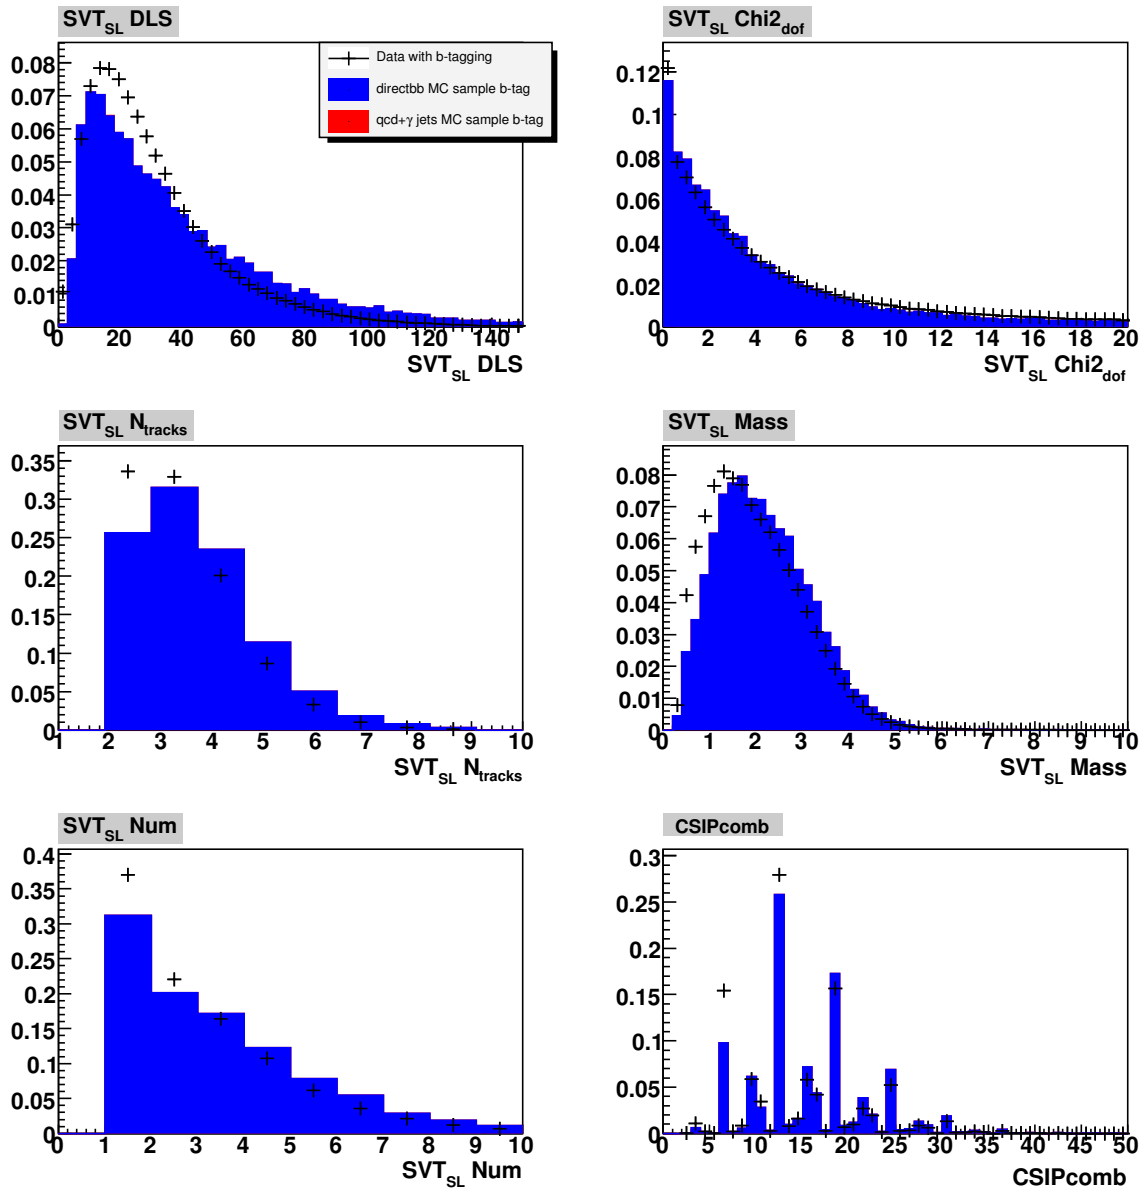 SVT_SL DLS
Data with b-tagging
directbb MC sample b-tag
qcd+γ jets MC sample b-tag
0.08
0.07
0.06
0.05
0.04
0.03
0.02
0.01
0
0 20 40 60 80 100 120 140
SVT_SL DLS
SVT_SL Chi2_dof
0.12
0.1
0.08
0.06
0.04
0.02
0
0 2 4 6 8 10 12 14 16 18 20
SVT_SL Chi2_dof
SVT_SL N_tracks
0.35
0.3
0.25
0.2
0.15
0.1
0.05
0
1 2 3 4 5 6 7 8 9 10
SVT_SL N_tracks
SVT_SL Mass
0.08
0.07
0.06
0.05
0.04
0.03
0.02
0.01
0
0 1 2 3 4 5 6 7 8 9 10
SVT_SL Mass
SVT_SL Num
0.4
0.35
0.3
0.25
0.2
0.15
0.1
0.05
0
0 1 2 3 4 5 6 7 8 9 10
SVT_SL Num
CSIPcomb
0.3
0.25
0.2
0.15
0.1
0.05
0
0 5 10 15 20 25 30 35 40 45 50
CSIPcomb